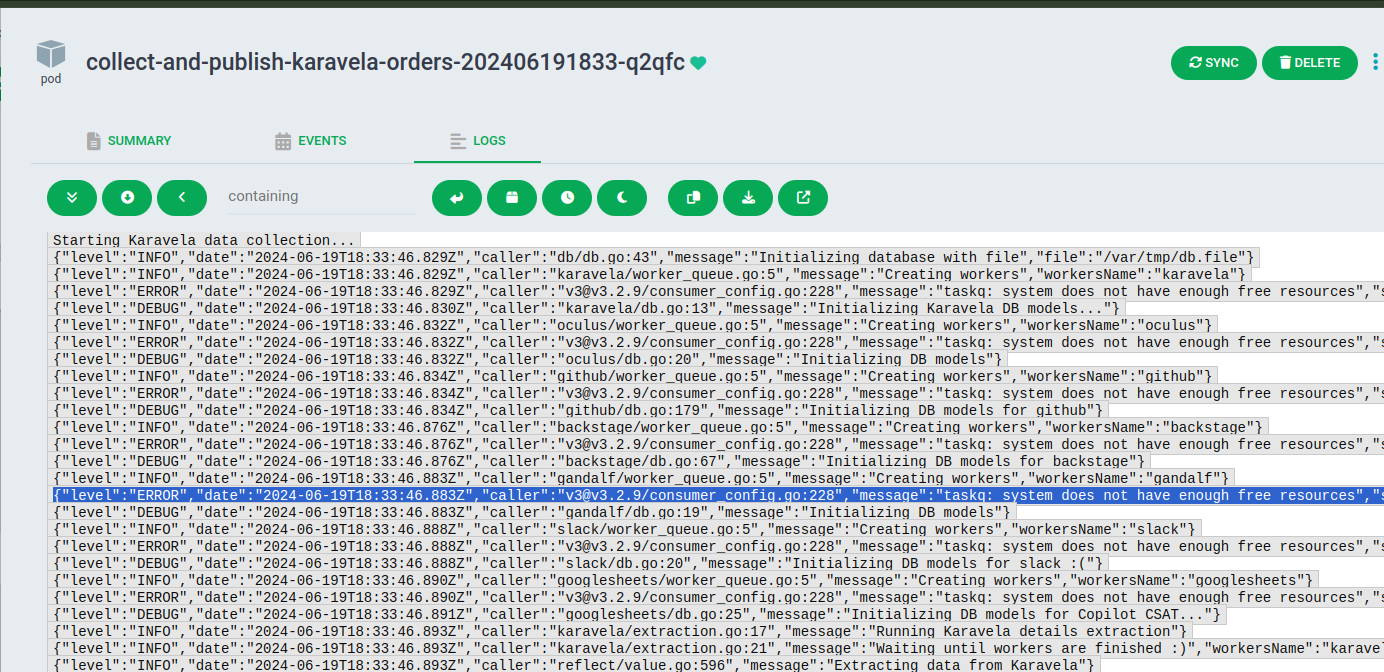 collect-and-publish-karavela-orders-202406191833-q2qfc
pod
SYNC
DELETE
SUMMARY
EVENTS
LOGS
containing
Starting Karavela data collection...
{"level":"INFO","date":"2024-06-19T18:33:46.829Z","caller":"db/db.go:43","message":"Initializing database with file","file":"/var/tmp/db.file"}
{"level":"INFO","date":"2024-06-19T18:33:46.829Z","caller":"karavela/worker_queue.go:5","message":"Creating workers","workersName":"karavela"}
{"level":"ERROR","date":"2024-06-19T18:33:46.829Z","caller":"v3@v3.2.9/consumer_config.go:228","message":"taskq: system does not have enough free resources","s
{"level":"DEBUG","date":"2024-06-19T18:33:46.830Z","caller":"karavela/db.go:13","message":"Initializing Karavela DB models..."}
{"level":"INFO","date":"2024-06-19T18:33:46.832Z","caller":"oculus/worker_queue.go:5","message":"Creating workers","workersName":"oculus"}
{"level":"ERROR","date":"2024-06-19T18:33:46.832Z","caller":"v3@v3.2.9/consumer_config.go:228","message":"taskq: system does not have enough free resources","s
{"level":"DEBUG","date":"2024-06-19T18:33:46.832Z","caller":"oculus/db.go:20","message":"Initializing DB models"}
{"level":"INFO","date":"2024-06-19T18:33:46.834Z","caller":"github/worker_queue.go:5","message":"Creating workers","workersName":"github"}
{"level":"ERROR","date":"2024-06-19T18:33:46.834Z","caller":"v3@v3.2.9/consumer_config.go:228","message":"taskq: system does not have enough free resources","s
{"level":"DEBUG","date":"2024-06-19T18:33:46.834Z","caller":"github/db.go:179","message":"Initializing DB models for github"}
{"level":"INFO","date":"2024-06-19T18:33:46.876Z","caller":"backstage/worker_queue.go:5","message":"Creating workers","workersName":"backstage"}
{"level":"ERROR","date":"2024-06-19T18:33:46.876Z","caller":"v3@v3.2.9/consumer_config.go:228","message":"taskq: system does not have enough free resources","s
{"level":"DEBUG","date":"2024-06-19T18:33:46.876Z","caller":"backstage/db.go:67","message":"Initializing DB models for backstage"}
{"level":"INFO","date":"2024-06-19T18:33:46.883Z","caller":"gandalf/worker_queue.go:5","message":"Creating workers","workersName":"gandalf"}
{"level":"ERROR","date":"2024-06-19T18:33:46.883Z","caller":"v3@v3.2.9/consumer_config.go:228","message":"taskq: system does not have enough free resources","s
{"level":"DEBUG","date":"2024-06-19T18:33:46.883Z","caller":"gandalf/db.go:19","message":"Initializing DB models"}
{"level":"INFO","date":"2024-06-19T18:33:46.888Z","caller":"slack/worker_queue.go:5","message":"Creating workers","workersName":"slack"}
{"level":"ERROR","date":"2024-06-19T18:33:46.888Z","caller":"v3@v3.2.9/consumer_config.go:228","message":"taskq: system does not have enough free resources","s
{"level":"DEBUG","date":"2024-06-19T18:33:46.888Z","caller":"slack/db.go:20","message":"Initializing DB models for slack :("}
{"level":"INFO","date":"2024-06-19T18:33:46.890Z","caller":"googlesheets/worker_queue.go:5","message":"Creating workers","workersName":"googlesheets"}
{"level":"ERROR","date":"2024-06-19T18:33:46.890Z","caller":"v3@v3.2.9/consumer_config.go:228","message":"taskq: system does not have enough free resources","s
{"level":"DEBUG","date":"2024-06-19T18:33:46.891Z","caller":"googlesheets/db.go:25","message":"Initializing DB models for Copilot CSAT..."}
{"level":"INFO","date":"2024-06-19T18:33:46.893Z","caller":"karavela/extraction.go:17","message":"Running Karavela details extraction"}
{"level":"INFO","date":"2024-06-19T18:33:46.893Z","caller":"karavela/extraction.go:21","message":"Waiting until workers are finished :)","workersName":"karave
{"level":"INFO","date":"2024-06-19T18:33:46.893Z","caller":"reflect/value.go:596","message":"Extracting data from Karavela"}